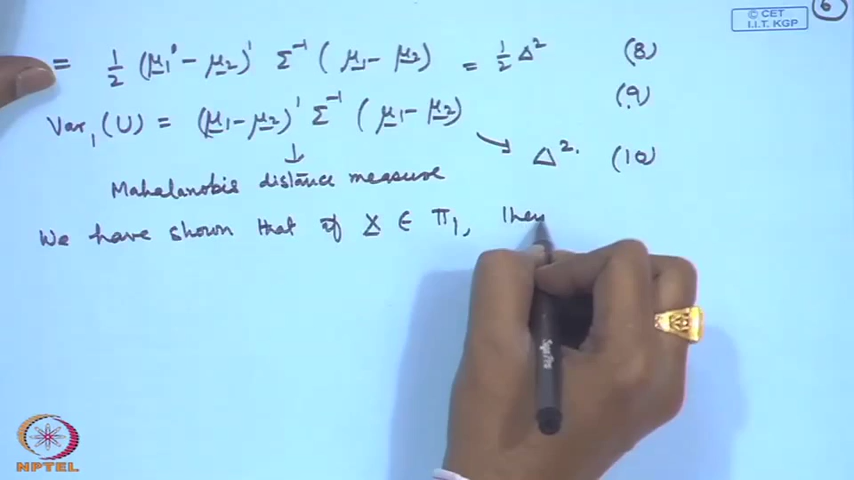 © CET
I.I.T. KGP
6
= 1/2 (μ₁ - μ₂)' Σ⁻¹ (μ₁ - μ₂) = 1/2 Δ² (8)
Var₁(U) = (μ₁ - μ₂)' Σ⁻¹ (μ₁ - μ₂) (9)
→ Δ². (10)
↓
Mahalanobis distance measure
We have shown that if X ∈ Π₁, then
NPTEL